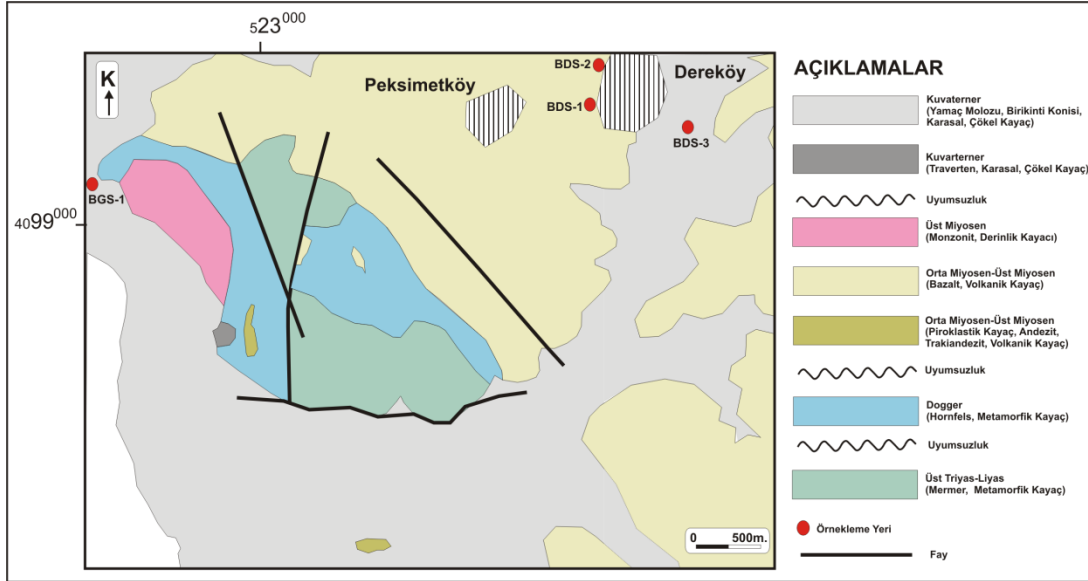 523000
4099000
K
Peksimetköy
Dereköy
BDS-2
BDS-1
BDS-3
BGS-1
0 500m.
AÇIKLAMALAR
Kuvaterner
(Yamaç Molozu, Birikinti Konisi,
Karasal, Çökel Kayaç)
Kuvarterner
(Traverten, Karasal, Çökel Kayaç)
Uyumsuzluk
Üst Miyosen
(Monzonit, Derinlik Kayacı)
Orta Miyosen-Üst Miyosen
(Bazalt, Volkanik Kayaç)
Orta Miyosen-Üst Miyosen
(Piroklastik Kayaç, Andezit,
Trakiandezit, Volkanik Kayaç)
Uyumsuzluk
Dogger
(Hornfels, Metamorfik Kayaç)
Uyumsuzluk
Üst Triyas-Liyas
(Mermer, Metamorfik Kayaç)
Örnekleme Yeri
Fay